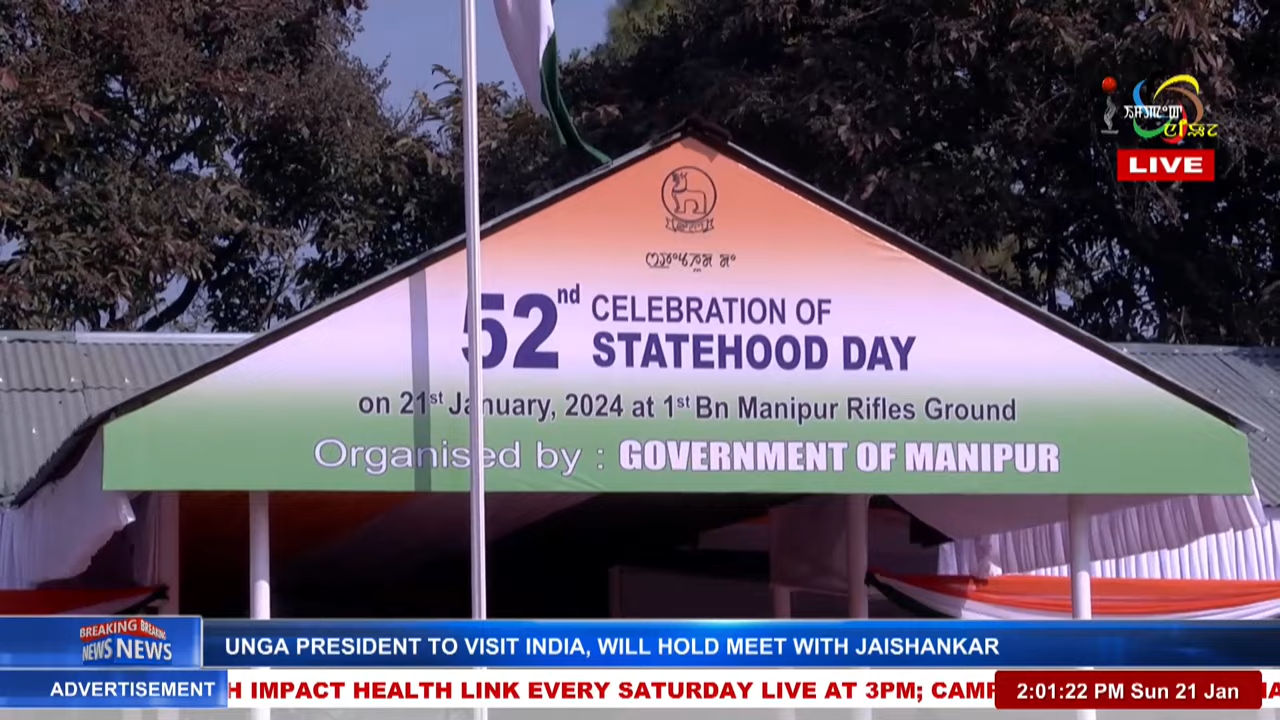 LIVE
52nd CELEBRATION OF
STATEHOOD DAY
on 21st January, 2024 at 1st Bn Manipur Rifles Ground
Organised by : GOVERNMENT OF MANIPUR
BREAKING BREAKING
NEWS NEWS
UNGA PRESIDENT TO VISIT INDIA, WILL HOLD MEET WITH JAISHANKAR
ADVERTISEMENT
H IMPACT HEALTH LINK EVERY SATURDAY LIVE AT 3PM;
2:01:22 PM Sun 21 Jan